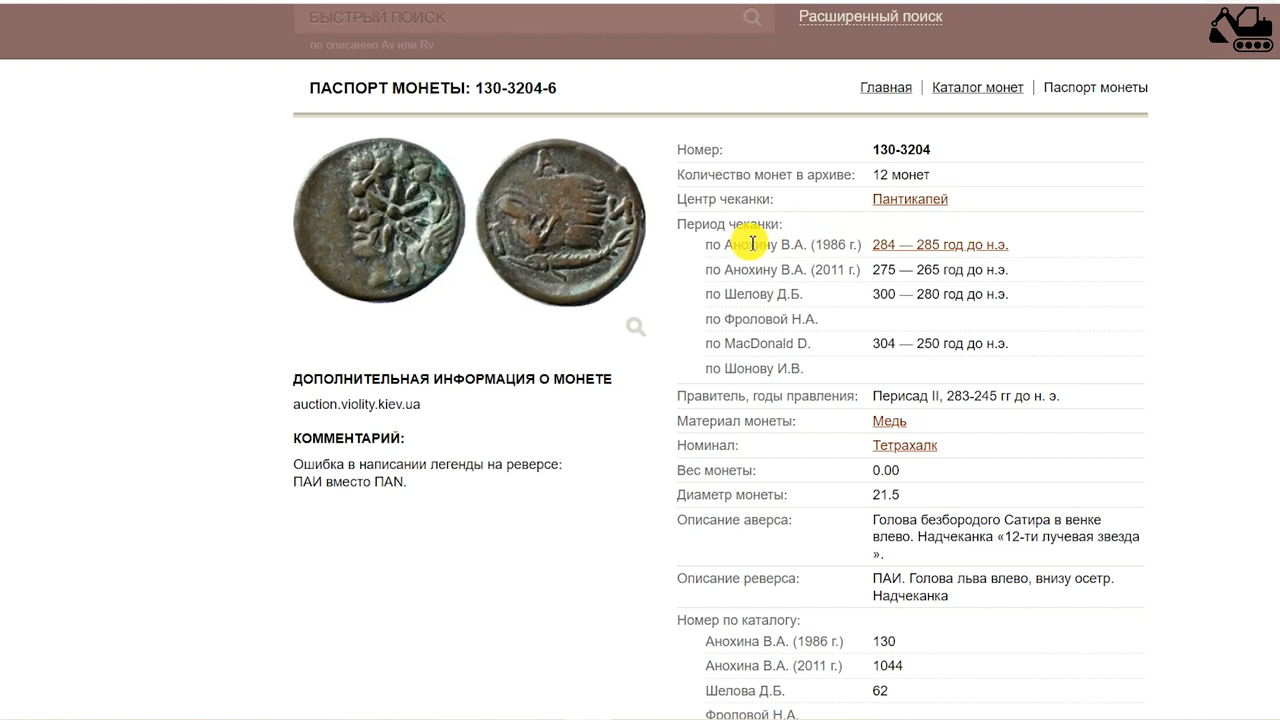 БЫСТРЫЙ ПОИСК
Расширенный поиск
по описанию Av или Rv
ПАСПОРТ МОНЕТЫ: 130-3204-6
Главная | Каталог монет | Паспорт монеты
Номер: 130-3204
Количество монет в архиве: 12 монет
Центр чеканки: Пантикапей
Период чеканки:
по Анохину В.А. (1986 г.) 284 — 285 год до н.э.
по Анохину В.А. (2011 г.) 275 — 265 год до н.э.
по Шелову Д.Б. 300 — 280 год до н.э.
по Фроловой Н.А.
по MacDonald D. 304 — 250 год до н.э.
по Шонову И.В.
Правитель, годы правления: Перисад II, 283-245 гг до н. э.
Материал монеты: Медь
Номинал: Тетрахалк
Вес монеты: 0.00
Диаметр монеты: 21.5
Описание аверса: Голова безбородого Сатира в венке
влево. Надчеканка «12-ти лучевая звезда
».
Описание реверса: ПАИ. Голова льва влево, внизу осетр.
Надчеканка
Номер по каталогу:
Анохина В.А. (1986 г.) 130
Анохина В.А. (2011 г.) 1044
Шелова Д.Б. 62
Фроловой Н.А.
ДОПОЛНИТЕЛЬНАЯ ИНФОРМАЦИЯ О МОНЕТЕ
auction.violity.kiev.ua
КОММЕНТАРИЙ:
Ошибка в написании легенды на реверсе:
ПАИ вместо ПАN.